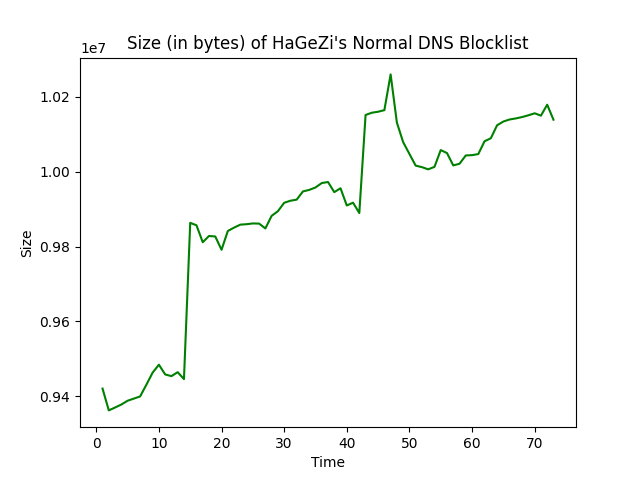 Size (in bytes) of HaGeZi's Normal DNS Blocklist
1e7
1.02
1.00
0.98
0.96
0.94
Size
0 10 20 30 40 50 60 70
Time